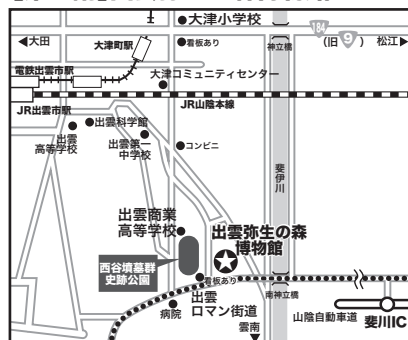 大津小学校
184
(旧9)
◀大田
大津町駅
看板あり
神立橋
松江▶
電鉄出雲市駅
大津コミュニティセンター
JR出雲市駅
JR山陰本線
出雲科学館
出雲
高等学校
出雲第一
中学校
コンビニ
斐伊川
出雲商業
高等学校
出雲弥生の森
博物館
西谷墳墓群
史跡公園
看板あり
出雲
ロマン街道
南神立橋
病院
山陰自動車道
斐川IC
雲南
▼